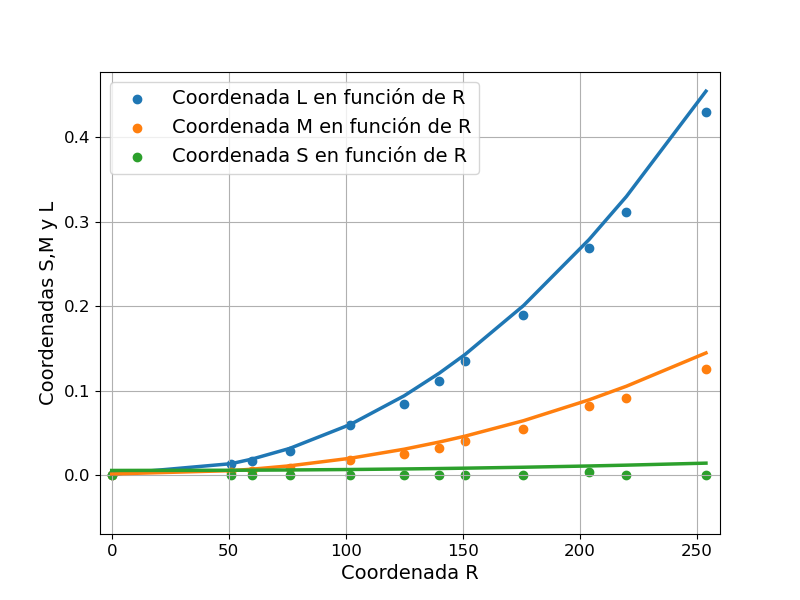 Coordenada L en función de R
Coordenada M en función de R
Coordenada S en función de R
Coordenadas S,M y L
0.4
0.3
0.2
0.1
0.0
0 50 100 150 200 250
Coordenada R